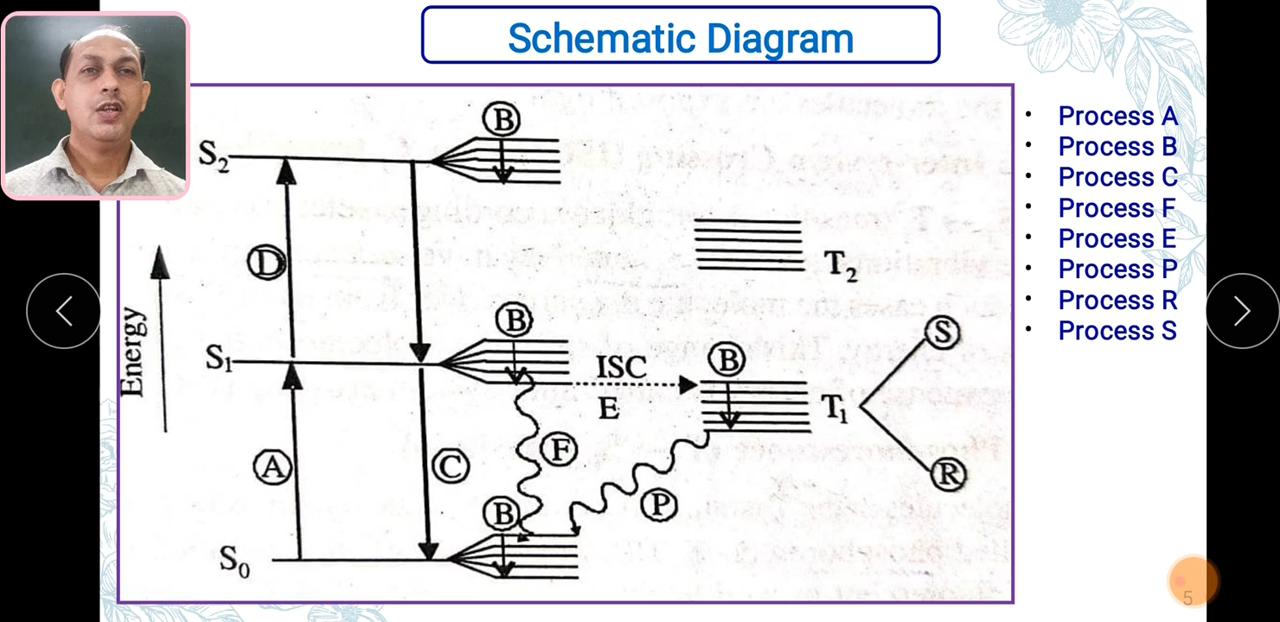 Schematic Diagram
B
S2
D
T2
Energy
B
S1
ISC
B
S
E
T1
A
C
F
R
B
P
S0
• Process A
• Process B
• Process C
• Process F
• Process E
• Process P
• Process R
• Process S
5